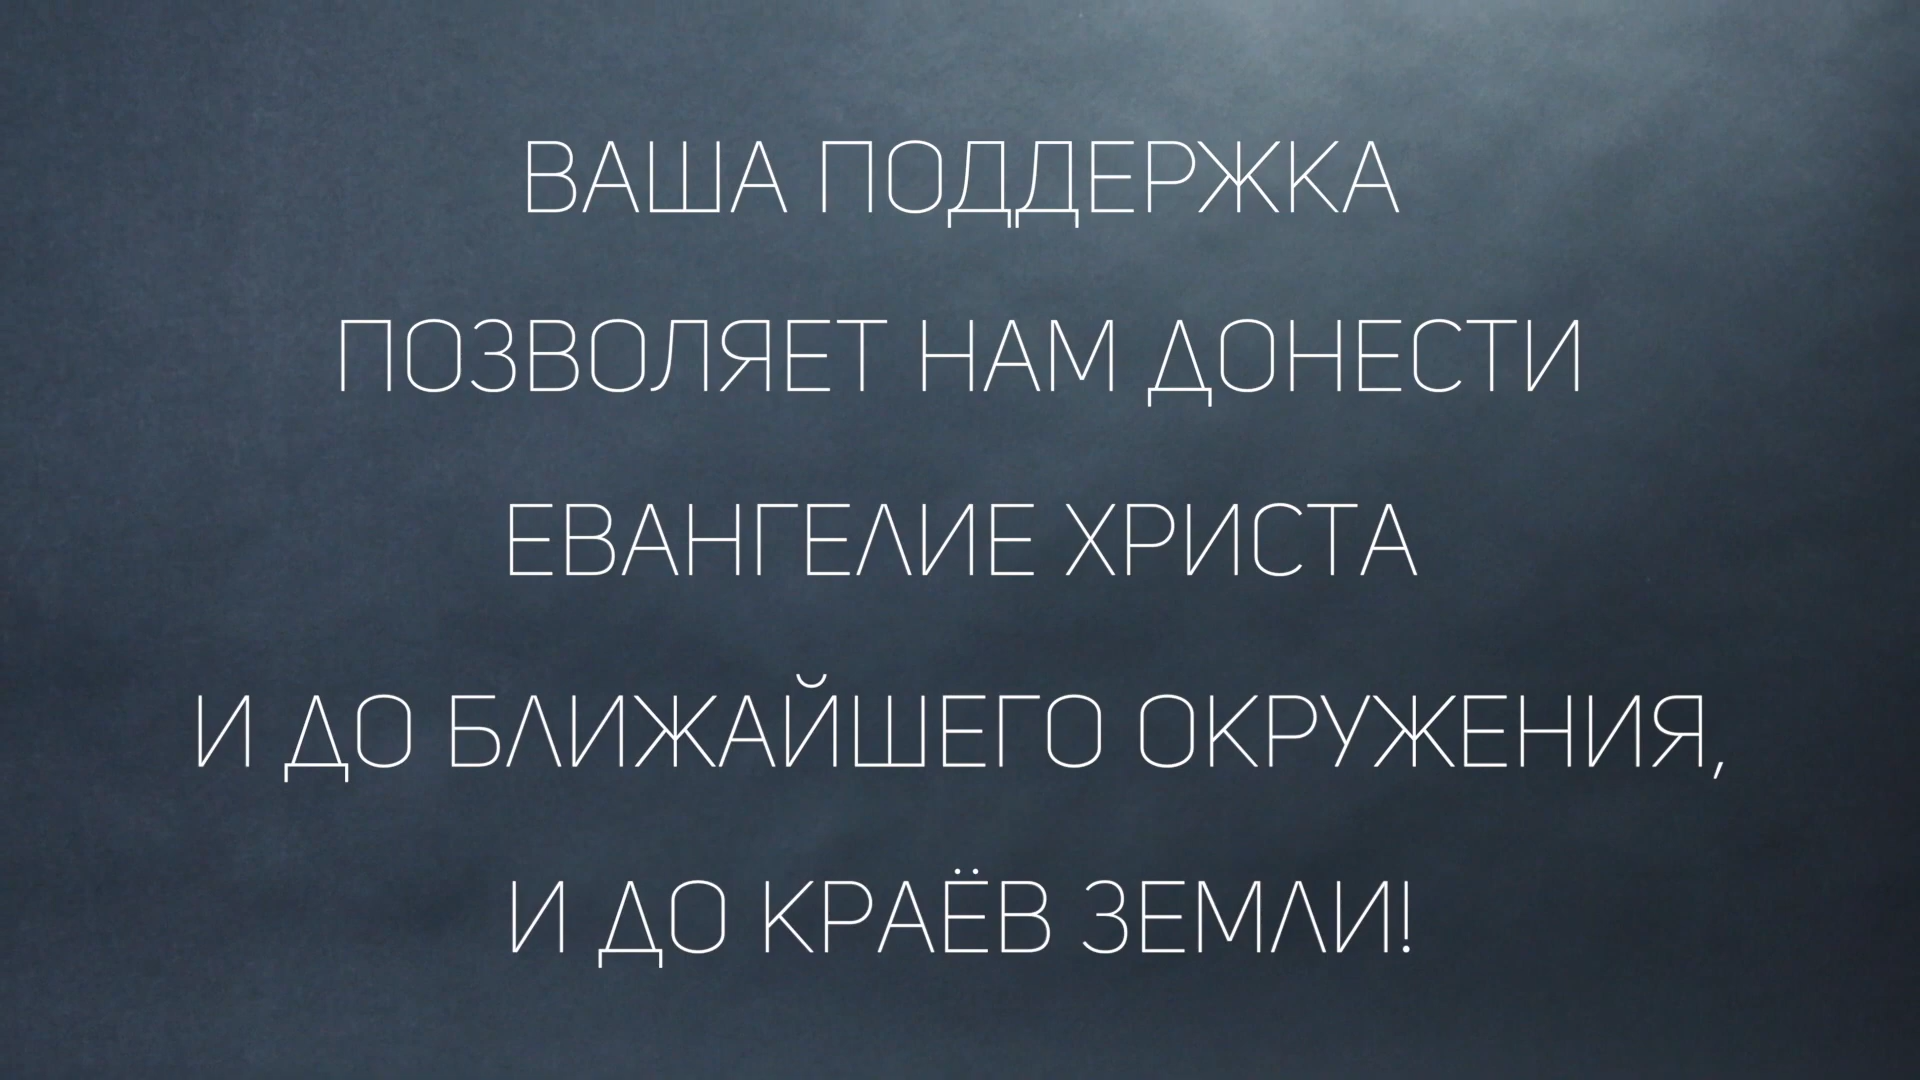 ВАША ПОДДЕРЖКА
ПОЗВОЛЯЕТ НАМ ДОНЕСТИ
ЕВАНГЕЛИЕ ХРИСТА
И ДО БЛИЖАЙШЕГО ОКРУЖЕНИЯ,
И ДО КРАЁВ ЗЕМЛИ!